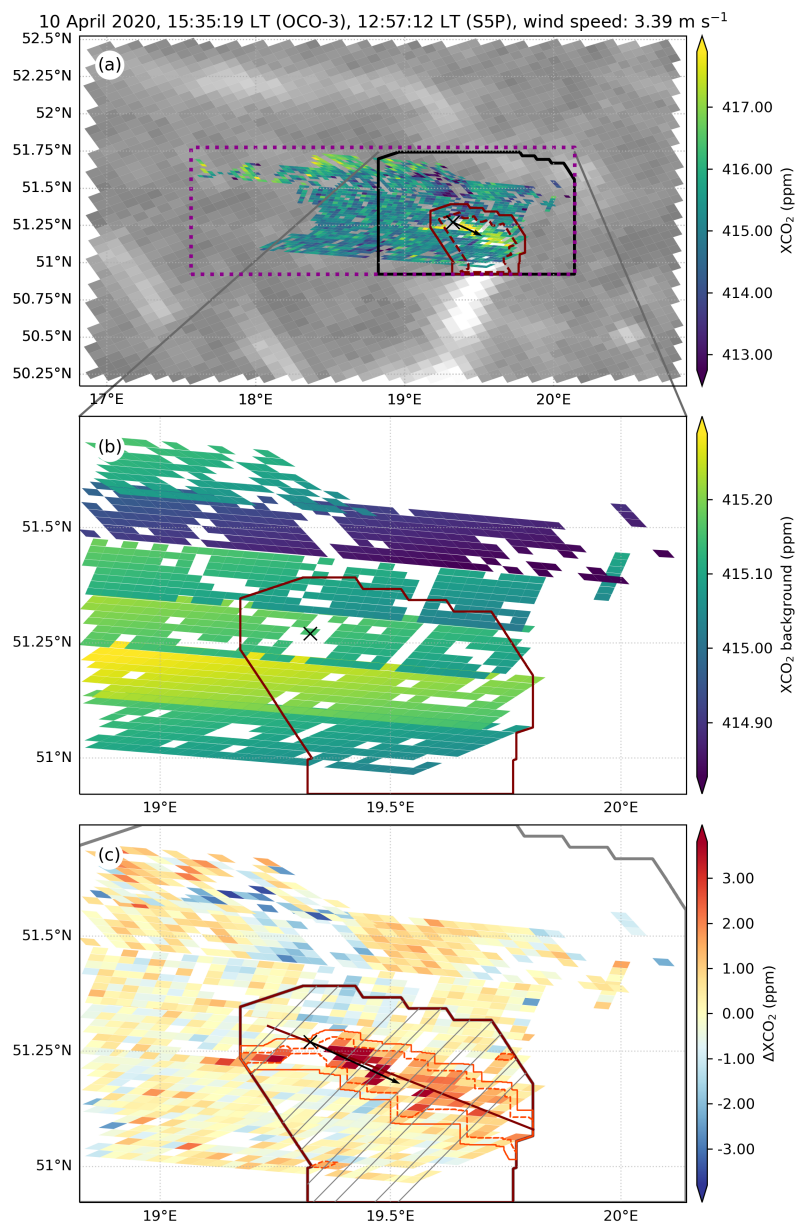 10 April 2020, 15:35:19 LT (OCO-3), 12:57:12 LT (S5P), wind speed: 3.39 m s⁻¹
(a)
52.5°N
52.25°N
52°N
51.75°N
51.5°N
51.25°N
51°N
50.75°N
50.5°N
50.25°N
17°E
18°E
19°E
20°E
417.00
416.00
415.00
414.00
413.00
XCO₂ (ppm)
(b)
51.5°N
51.25°N
51°N
19°E
19.5°E
20°E
415.20
415.10
415.00
414.90
XCO₂ background (ppm)
(c)
51.5°N
51.25°N
51°N
19°E
19.5°E
20°E
3.00
2.00
1.00
0.00
-1.00
-2.00
-3.00
ΔXCO₂ (ppm)